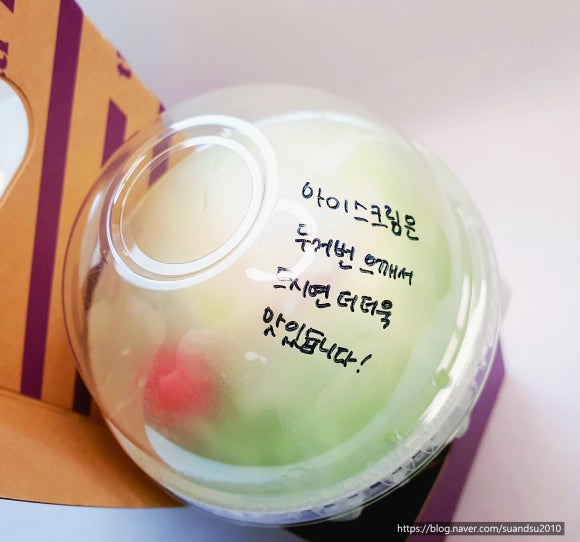 아이스크림은
두세번 으깨서
드시면 더더욱
맛있답니다!
https://blog.naver.com/suandsu2010